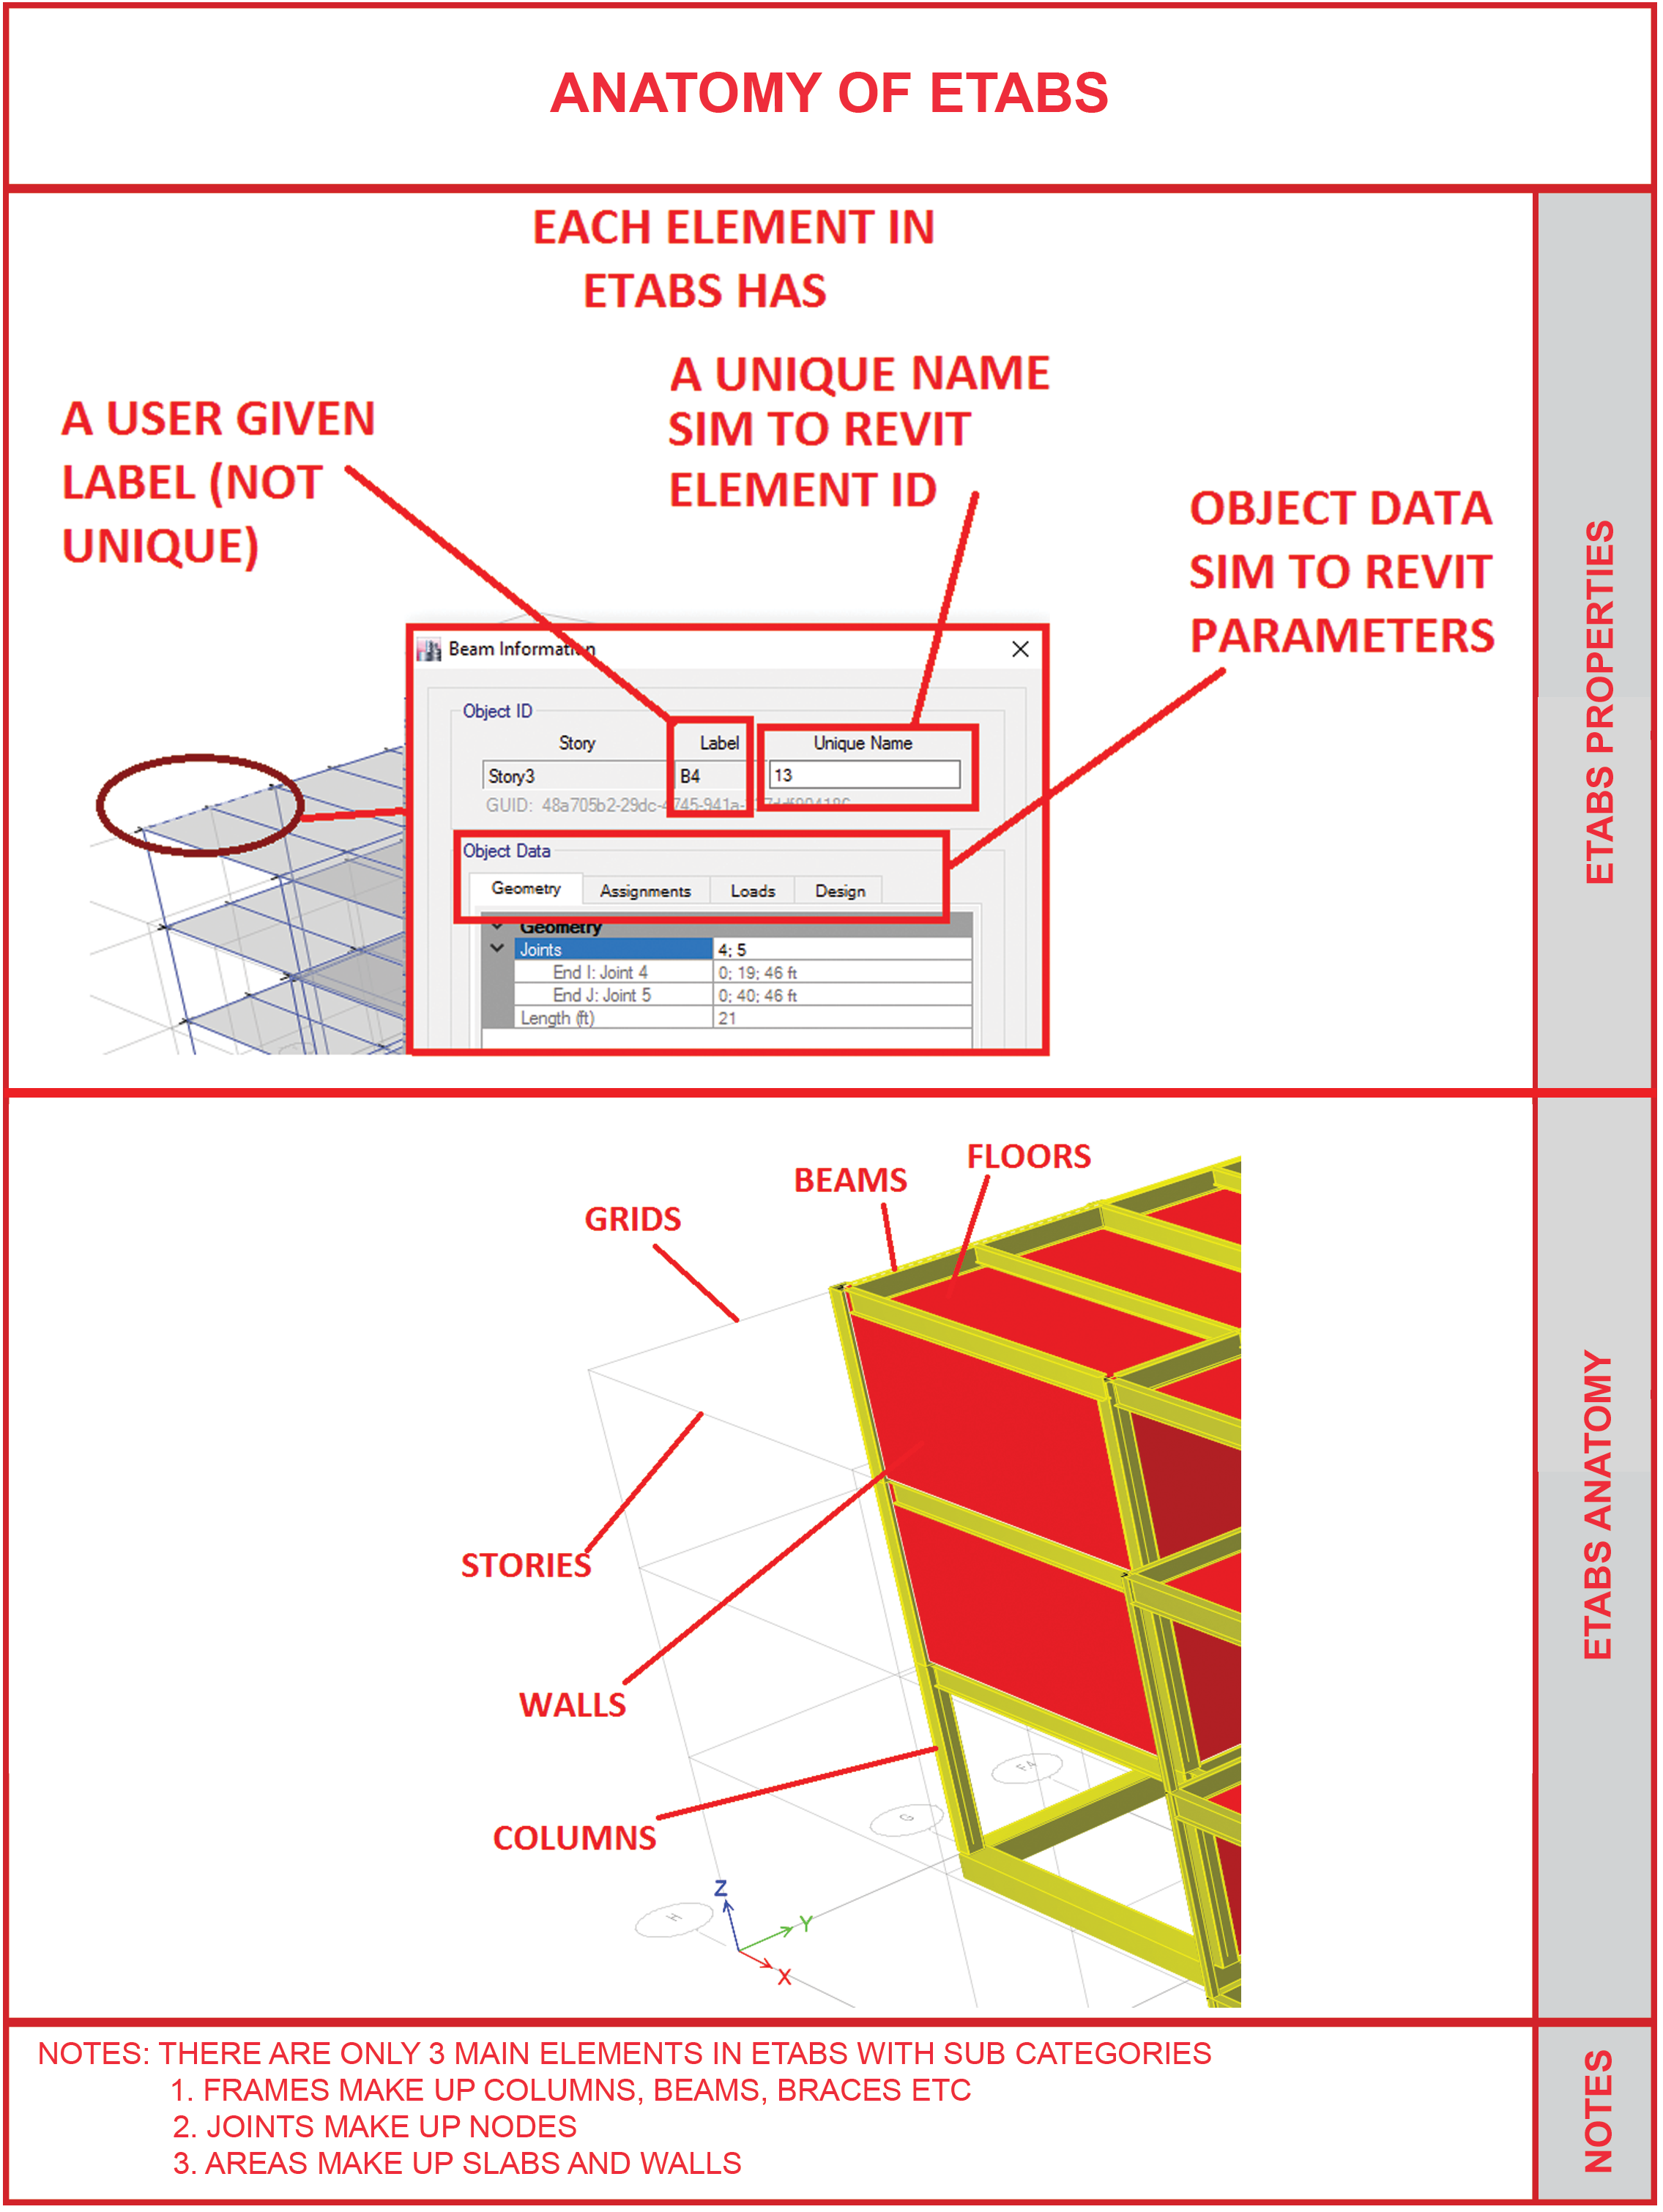 ANATOMY OF ETABS
EACH ELEMENT IN
ETABS HAS
A USER GIVEN
LABEL (NOT
UNIQUE)
A UNIQUE NAME
SIM TO REVIT
ELEMENT ID
OBJECT DATA
SIM TO REVIT
PARAMETERS
Beam Information
Object ID
Story Label Unique Name
Story3 B4 13
GUID: 48a705b2-29dc-4745-941a-
Object Data
Geometry Assignments Loads Design
Geometry
Joints 4; 5
End I: Joint 4 0; 19; 46 ft
End J: Joint 5 0; 40; 46 ft
Length (ft) 21
ETABS PROPERTIES
FLOORS
BEAMS
GRIDS
STORIES
WALLS
COLUMNS
G
H
Z
Y
X
ETABS ANATOMY
NOTES: THERE ARE ONLY 3 MAIN ELEMENTS IN ETABS WITH SUB CATEGORIES
1. FRAMES MAKE UP COLUMNS, BEAMS, BRACES ETC
2. JOINTS MAKE UP NODES
3. AREAS MAKE UP SLABS AND WALLS
NOTES